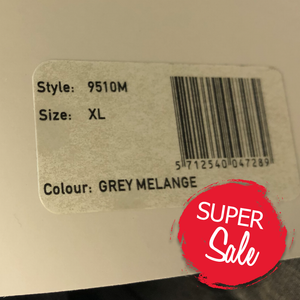 Style: 9510M
Size: XL
5 712540 047289
Colour: GREY MELANGE
SUPER
Sale